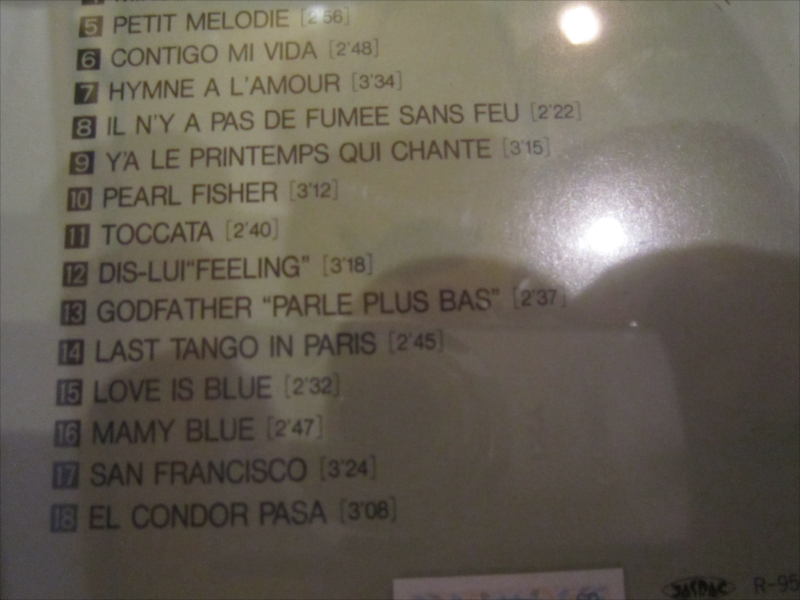 5 PETIT MELODIE [2'56]
6 CONTIGO MI VIDA [2'48]
7 HYMNE A L'AMOUR [3'34]
8 IL N'Y A PAS DE FUMEE SANS FEU [2'22]
9 Y'A LE PRINTEMPS QUI CHANTE [3'15]
10 PEARL FISHER [3'12]
11 TOCCATA [2'40]
12 DIS-LUI"FEELING" [3'18]
13 GODFATHER "PARLE PLUS BAS" [2'37]
14 LAST TANGO IN PARIS [2'45]
15 LOVE IS BLUE [2'32]
16 MAMY BLUE [2'47]
17 SAN FRANCISCO [3'24]
18 EL CONDOR PASA [3'08]
JASRAC R-95